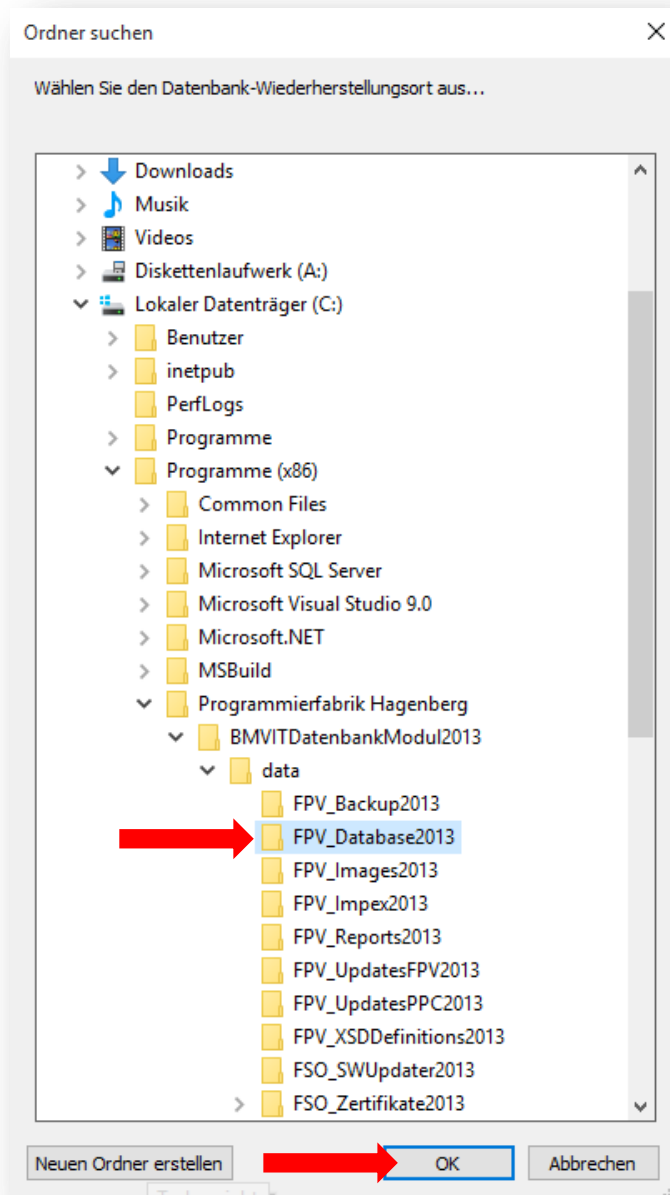 Ordner suchen
Wählen Sie den Datenbank-Wiederherstellungsort aus...
Downloads
Musik
Videos
Diskettenlaufwerk (A:)
Lokaler Datenträger (C:)
Benutzer
inetpub
PerfLogs
Programme
Programme (x86)
Common Files
Internet Explorer
Microsoft SQL Server
Microsoft Visual Studio 9.0
Microsoft.NET
MSBuild
Programmierfabrik Hagenberg
BMVITDatenbankModul2013
data
FPV_Backup2013
FPV_Database2013
FPV_Images2013
FPV_Impex2013
FPV_Reports2013
FPV_UpdatesFPV2013
FPV_UpdatesPPC2013
FPV_XSDDefinitions2013
FSO_SWUpdater2013
FSO_Zertifikate2013
Neuen Ordner erstellen OK Abbrechen